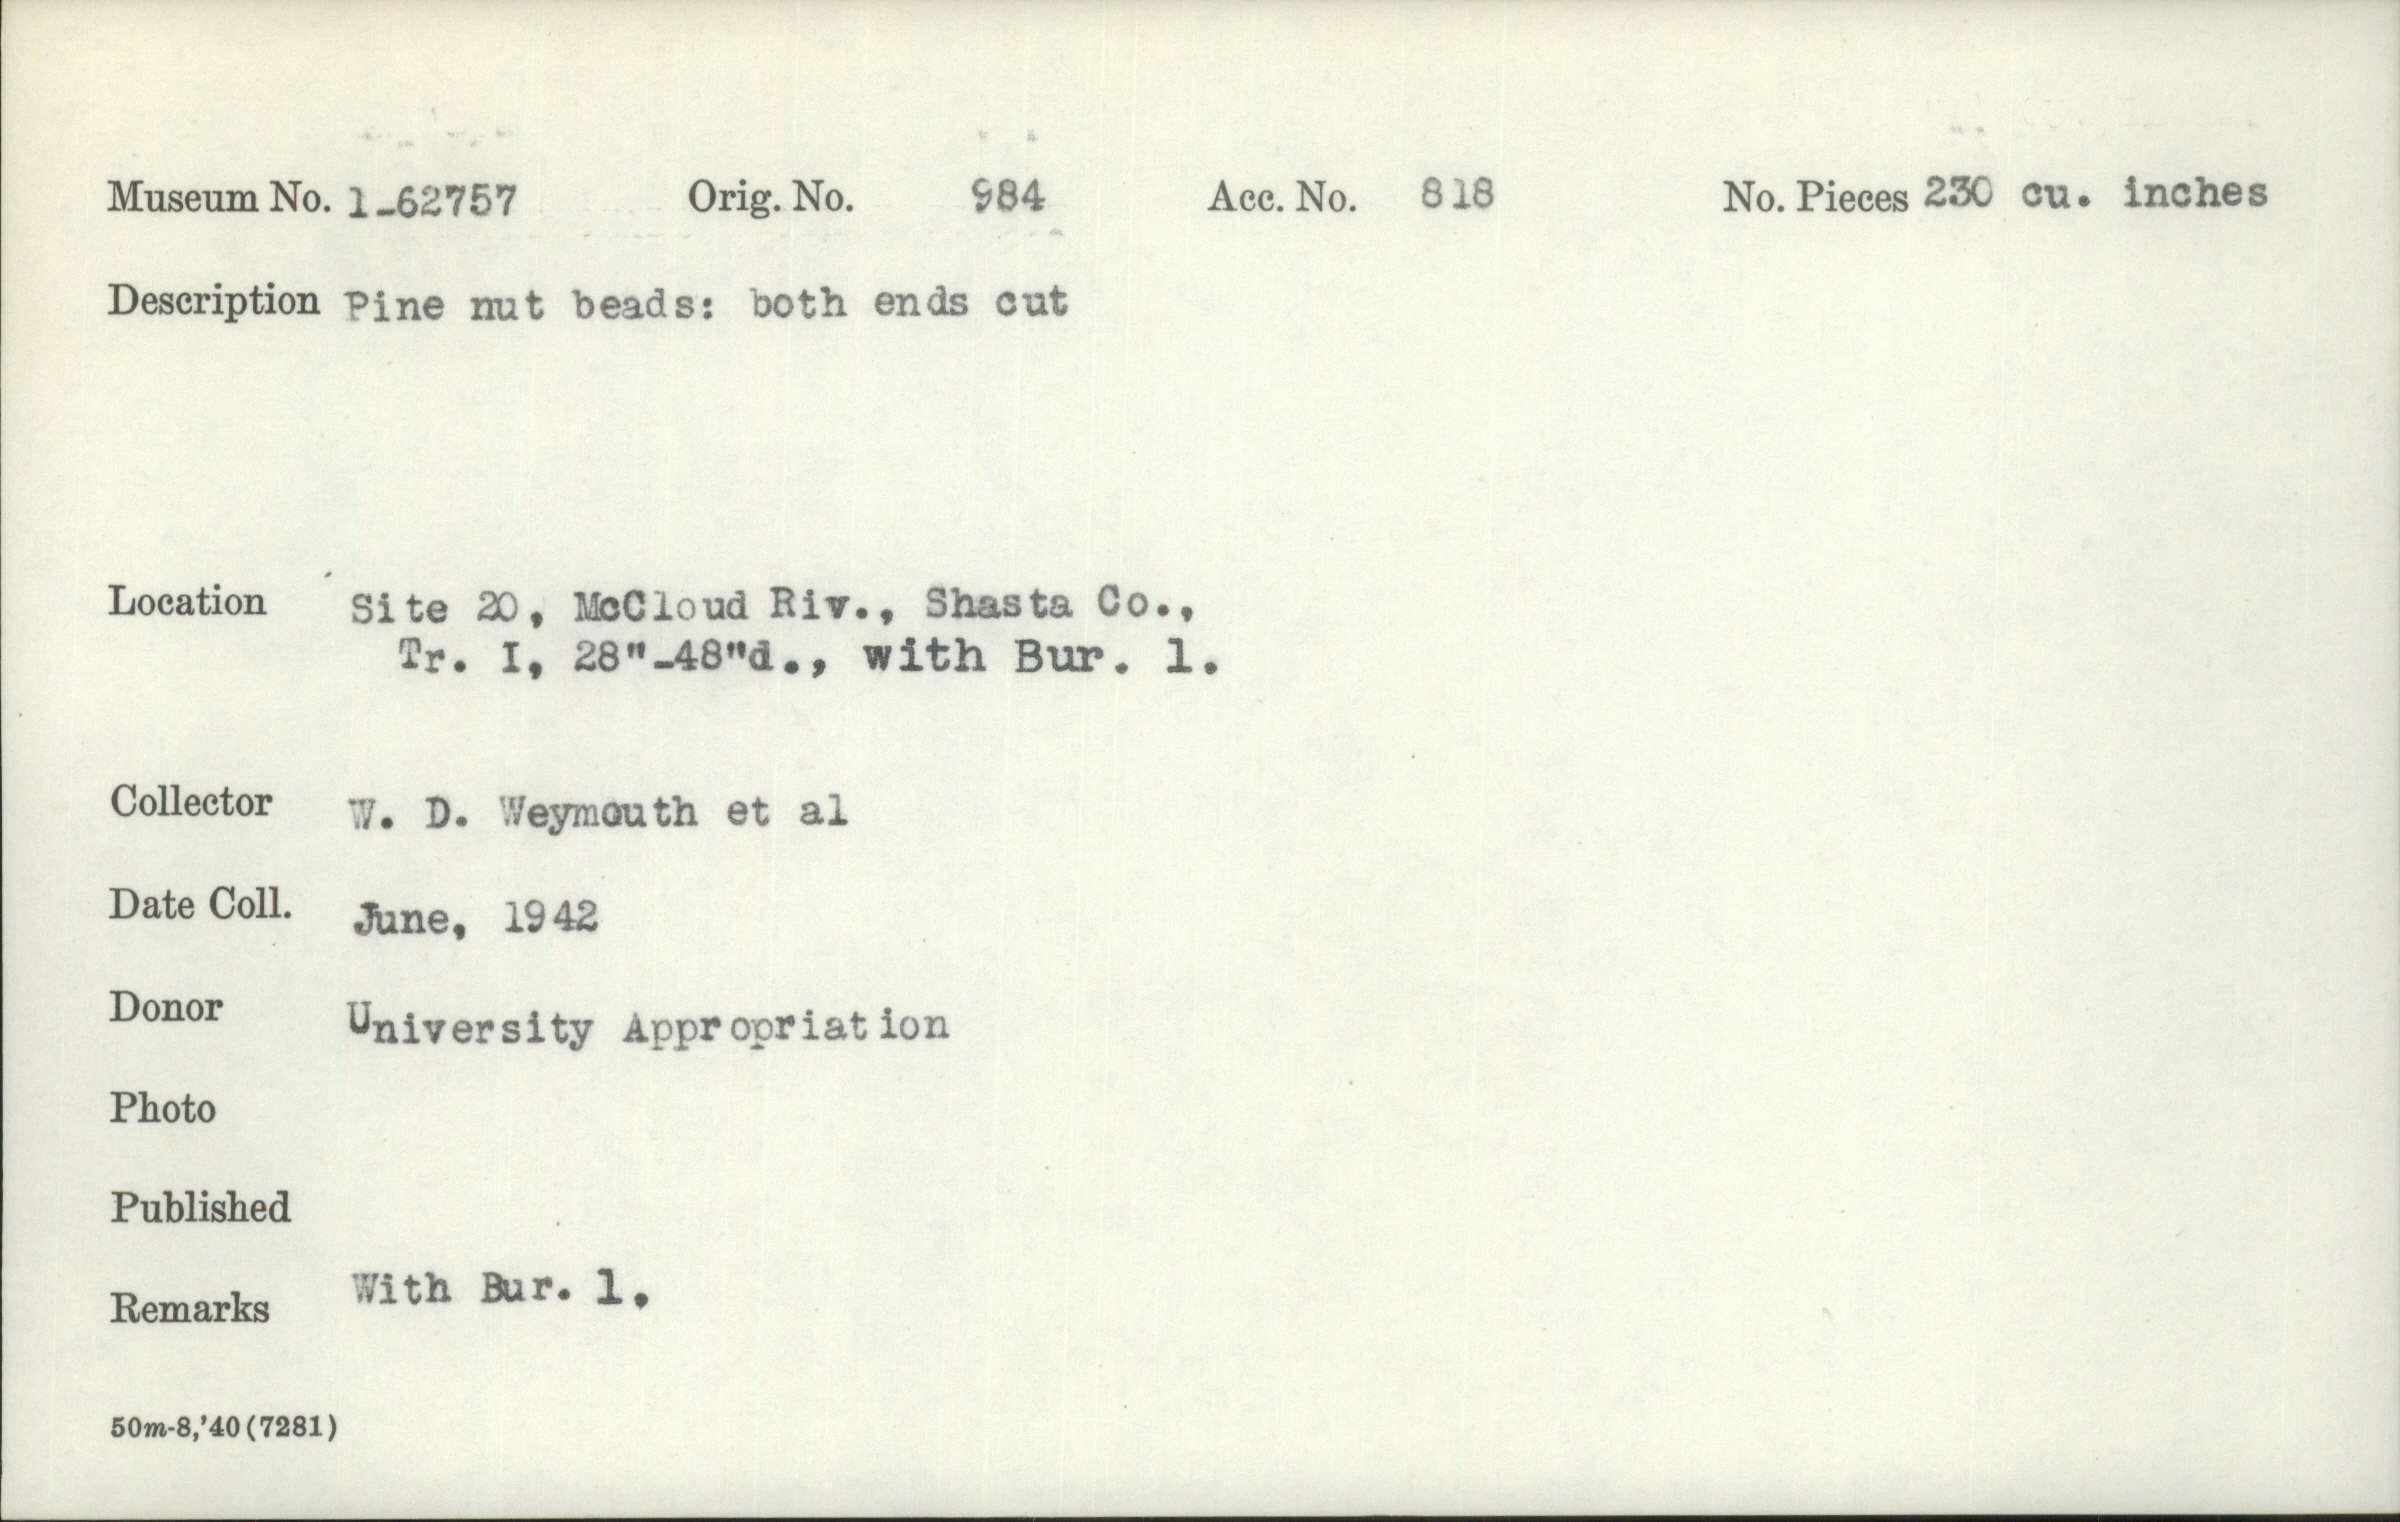 Museum No. 1-62757 Orig. No. 984 Acc. No. 818 No. Pieces 230 cu. inches
Description Pine nut beads: both ends cut
Location Site 20, McCloud Riv., Shasta Co.,
Tr. I, 28"-48"d., with Bur. 1.
Collector W. D. Weymouth et al
Date Coll. June, 1942
Donor University Appropriation
Photo
Published
Remarks With Bur. 1.
50m-8,'40(7281)